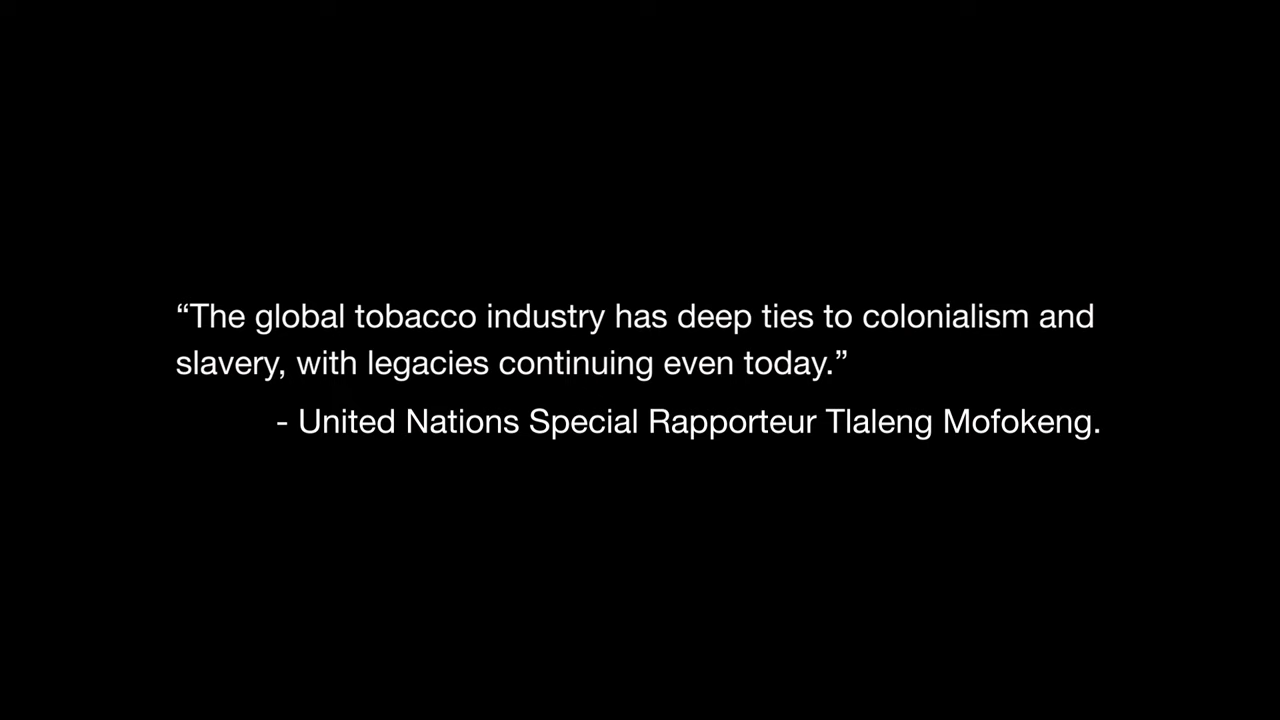 “The global tobacco industry has deep ties to colonialism and
slavery, with legacies continuing even today.”
- United Nations Special Rapporteur Tlaleng Mofokeng.